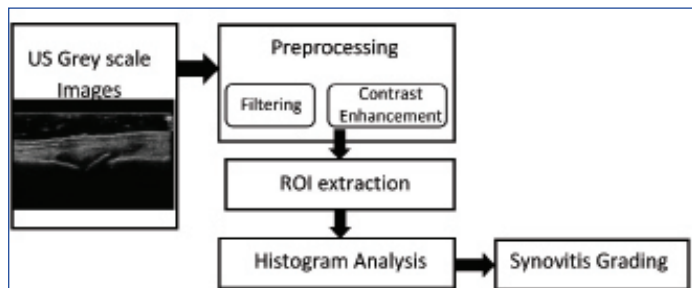 US Grey scale
Images
Preprocessing
Filtering
Contrast
Enhancement
ROI extraction
Histogram Analysis
Synovitis Grading